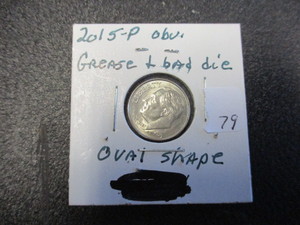 2015-P Obv.
Grease + bad die
79
Oval shape